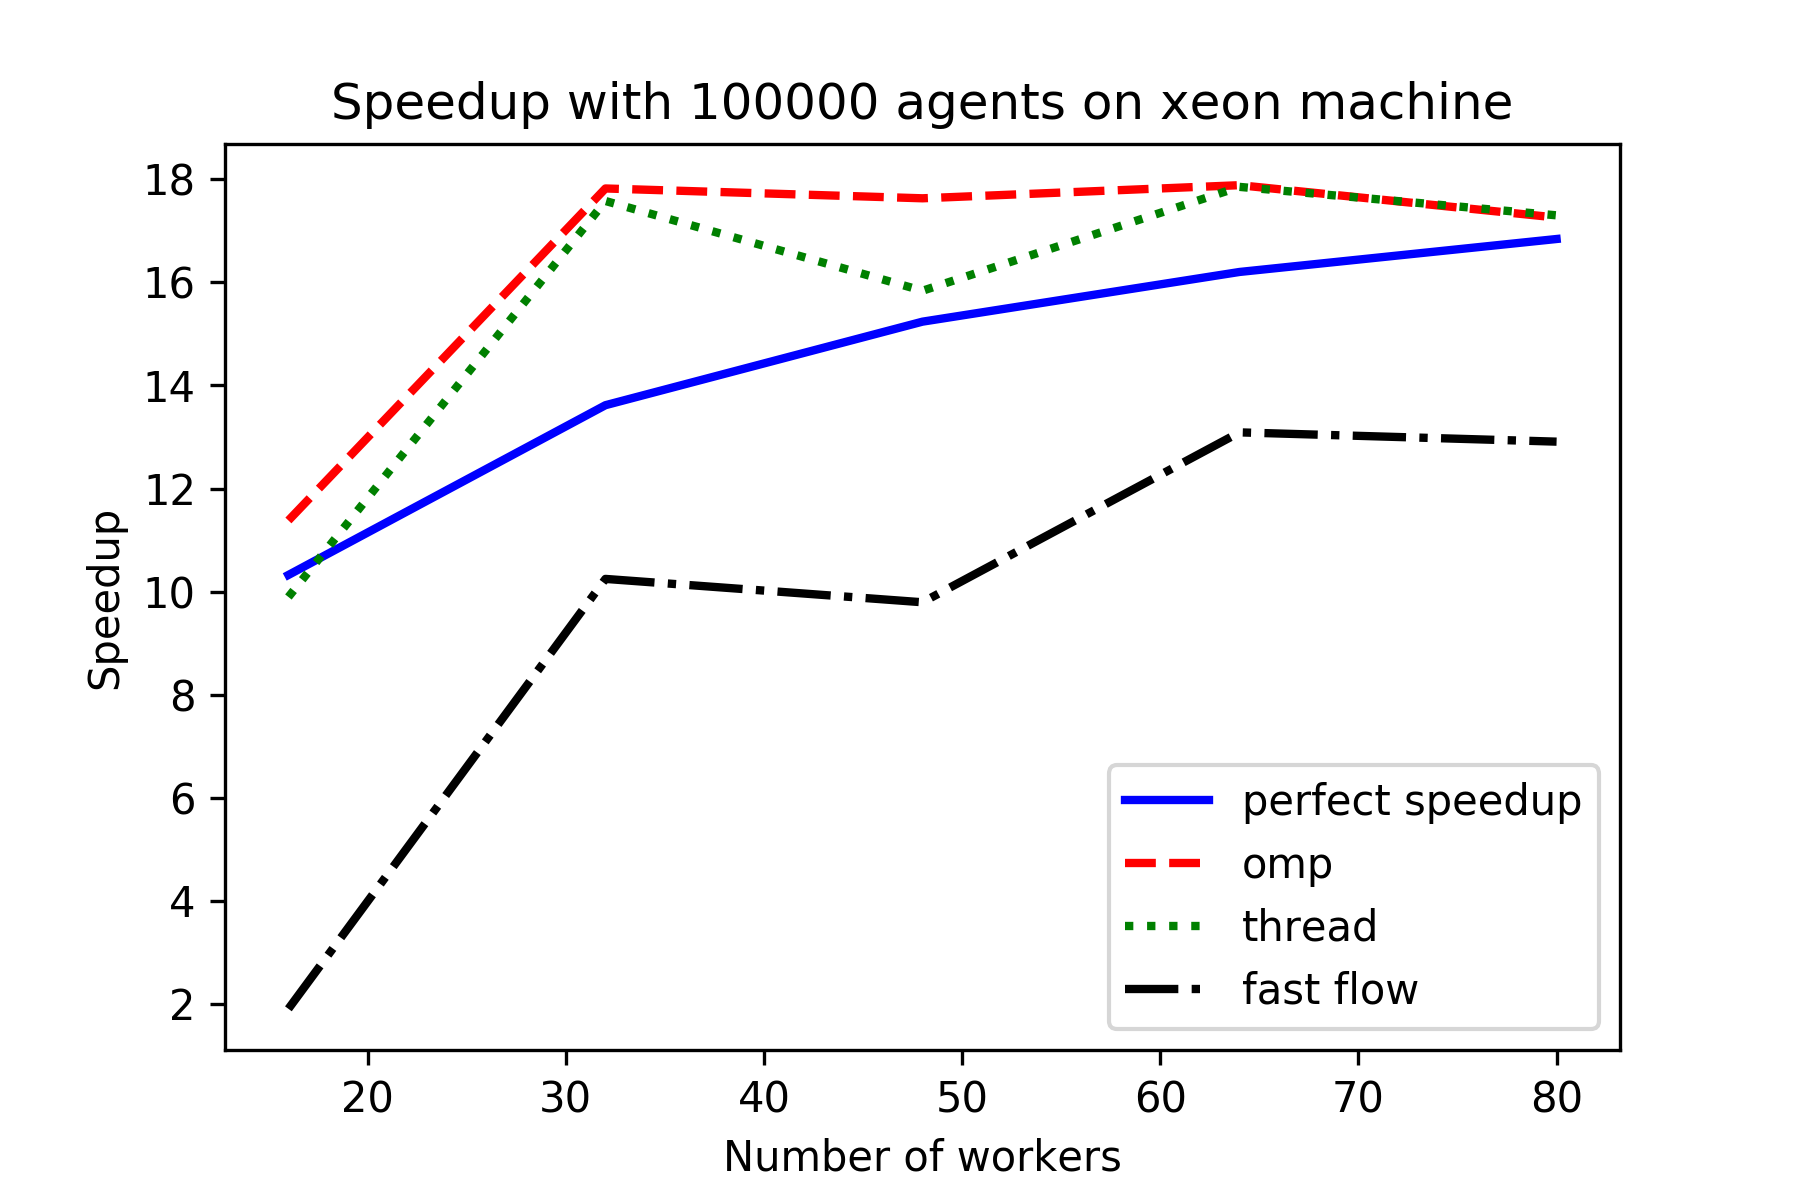 Speedup with 100000 agents on xeon machine
18
16
14
12
10
8
6
4
2
Speedup
perfect speedup
omp
thread
fast flow
20 30 40 50 60 70 80
Number of workers